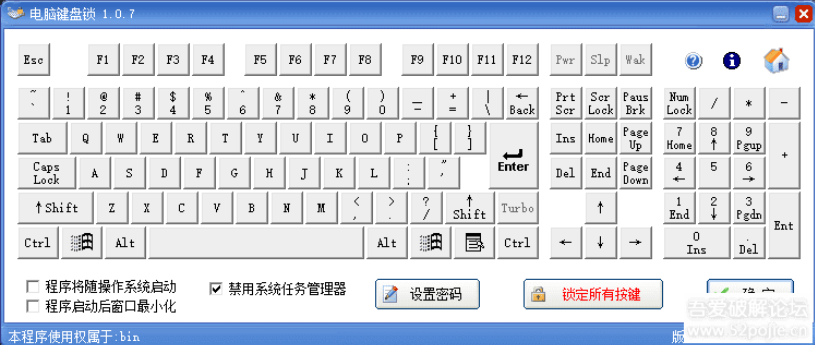 电脑键盘锁 1.0.7
Esc F1 F2 F3 F4 F5 F6 F7 F8 F9 F10 F11 F12 Pwr Slp Wak
~ ! @ # $ % ^ & * ( ) — + | ← Prt Scr Paus Num / * -
` 1 2 3 4 5 6 7 8 9 0 = \ Back Scr Lock Brk Lock
Tab Q W E R T Y U I O P { } Ins Home Page 7 8 9
[ ] Enter Up Home ↑ Pgup +
Caps A S D F G H J K L : " Del End Page 4 5 6
Lock ; ' Down ← →
↑Shift Z X C V B N M < > ? ↑ Turbo ↑ 1 2 3
, . / Shift End ↓ Pgdn Ent
Ctrl Alt Alt Ctrl ← ↓ → 0 .
Ins Del
程序将随操作系统启动
程序启动后窗口最小化
禁用系统任务管理器
设置密码
锁定所有按键
确定
本程序使用权属于:bin
版
吾爱破解论坛
www.52pojie.cn